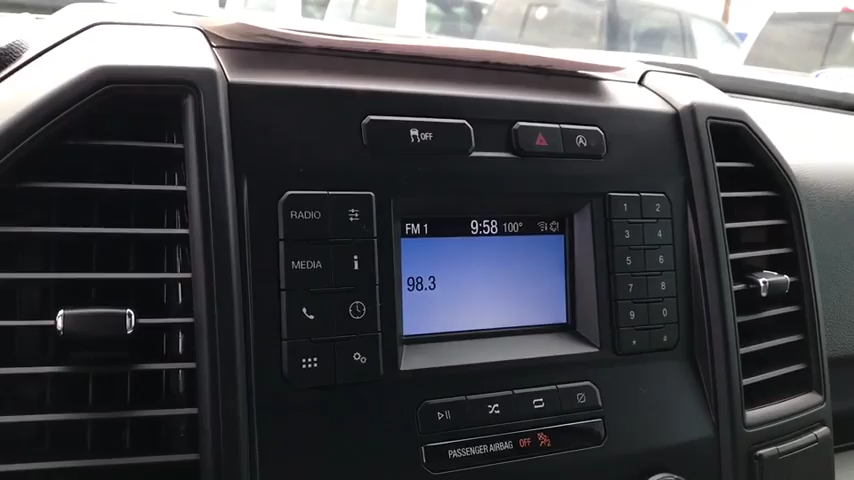 OFF
RADIO
MEDIA
FM 1 9:58 100°
98.3
1 2
3 4
5 6
7 8
9 0
* #
PASSENGER AIRBAG OFF 2